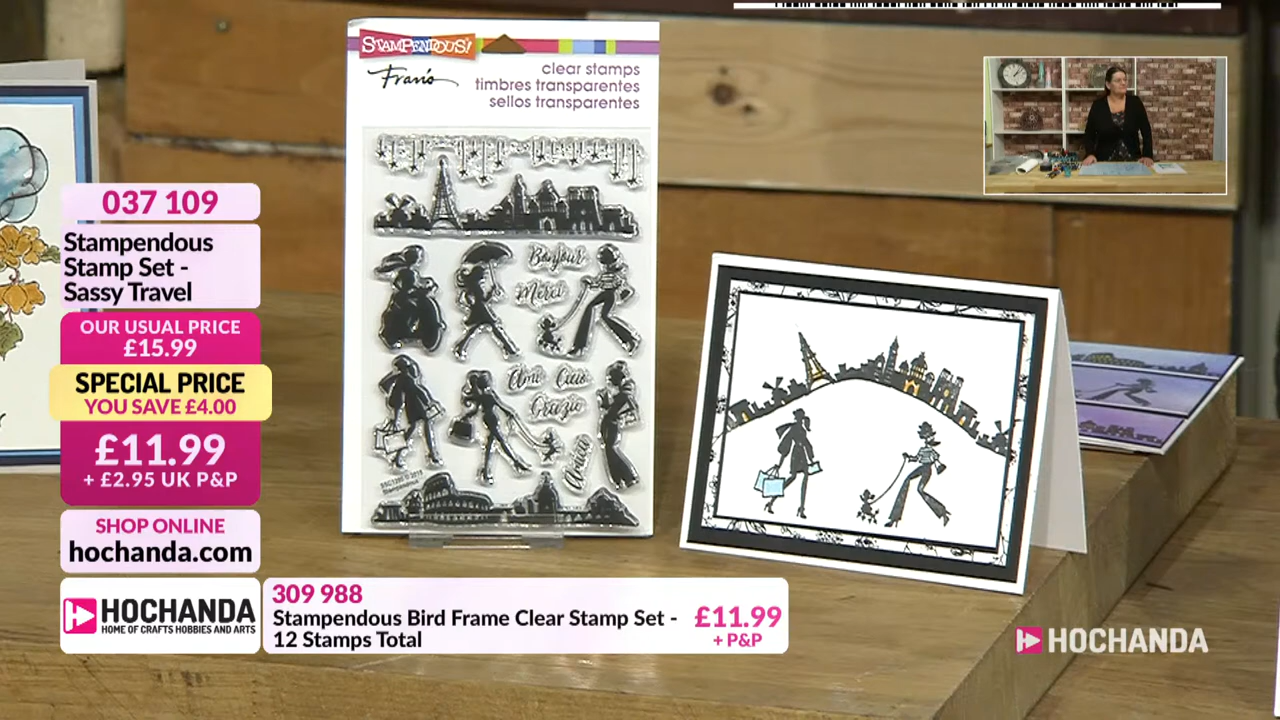 037 109
Stampendous
Stamp Set -
Sassy Travel
OUR USUAL PRICE
£15.99
SPECIAL PRICE
YOU SAVE £4.00
£11.99
+ £2.95 UK P&P
SHOP ONLINE
hochanda.com
HOCHANDA
HOME OF CRAFTS HOBBIES AND ARTS
309 988
Stampendous Bird Frame Clear Stamp Set -
12 Stamps Total
£11.99
+ P&P
STAMPENDOUS!
Fran's
clear stamps
timbres transparentes
sellos transparentes
Bonjour
Merci
Ami Ciao
Grazie
Amica
Stampendous
HOCHANDA